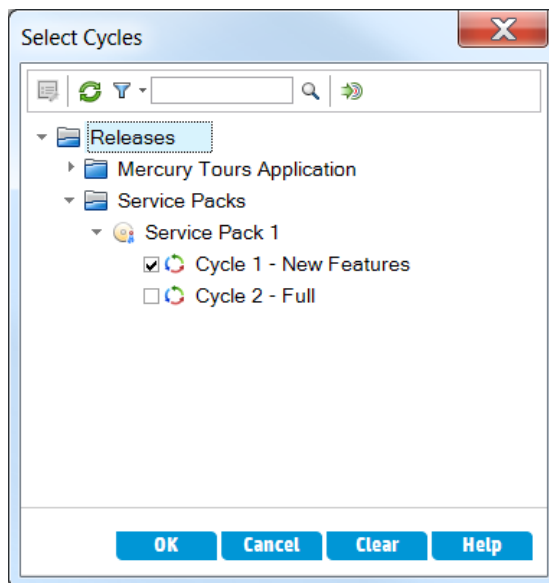 Select Cycles
Releases
Mercury Tours Application
Service Packs
Service Pack 1
Cycle 1 - New Features
Cycle 2 - Full
OK Cancel Clear Help